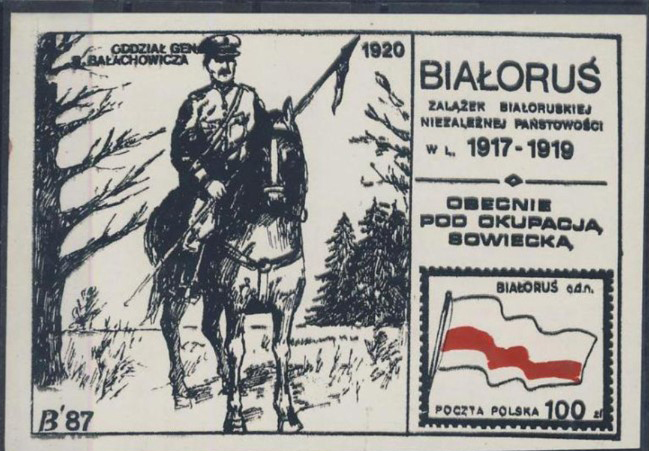 ODDZIAŁ GEN.
B. BAŁACHOWICZA
1920
BIAŁORUŚ
ZALĄŻEK BIAŁORUSKIEJ
NIEZALEŻNEJ PAŃSTWOWOŚCI
W L. 1917-1919
OBECNIE
POD OKUPACJĄ
SOWIECKĄ
BIAŁORUŚ c.d.n.
POCZTA POLSKA 100 zł
B'87